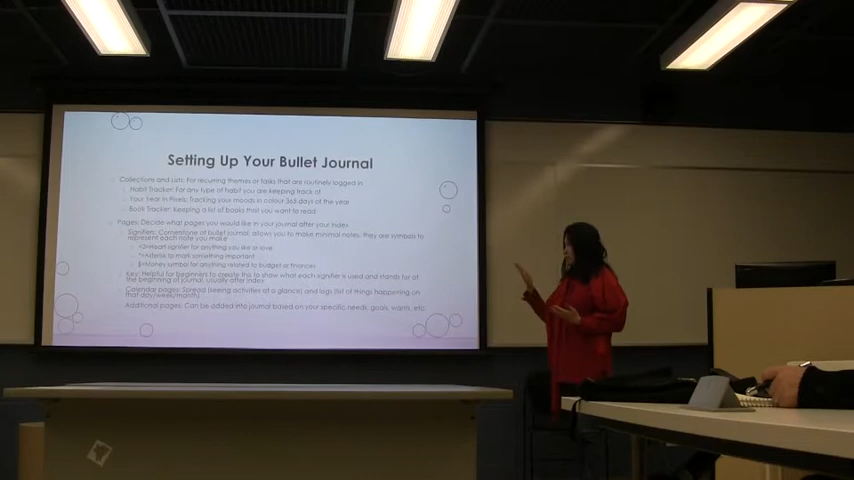 Setting Up Your Bullet Journal
Collections and Lists: For recurring themes or tasks that are routinely logged in
Habit Tracker: For any type of habit you are keeping track of
Your Year in Pixels: Tracking your moods in colour 365 days of the year
Book Tracker: Keeping a list of books that you want to read
Pages: Decide what pages you would like in your journal after your index
Signifiers: Cornerstone of bullet journal, allows you to make minimal notes, they are symbols to
represent each note you make
<3=Heart signifier for anything you like or love
*=Asterisk to mark something important
$=Money symbol for anything related to budget or finances
Key: Helpful for beginners to create this to show what each signifier is used and stands for at
the beginning of journal, usually after index
Calendar pages: Spread (seeing activities at a glance) and logs (list of things happening on
that day/week/month)
Additional pages: Can be added into journal based on your specific needs, goals, wants, etc.